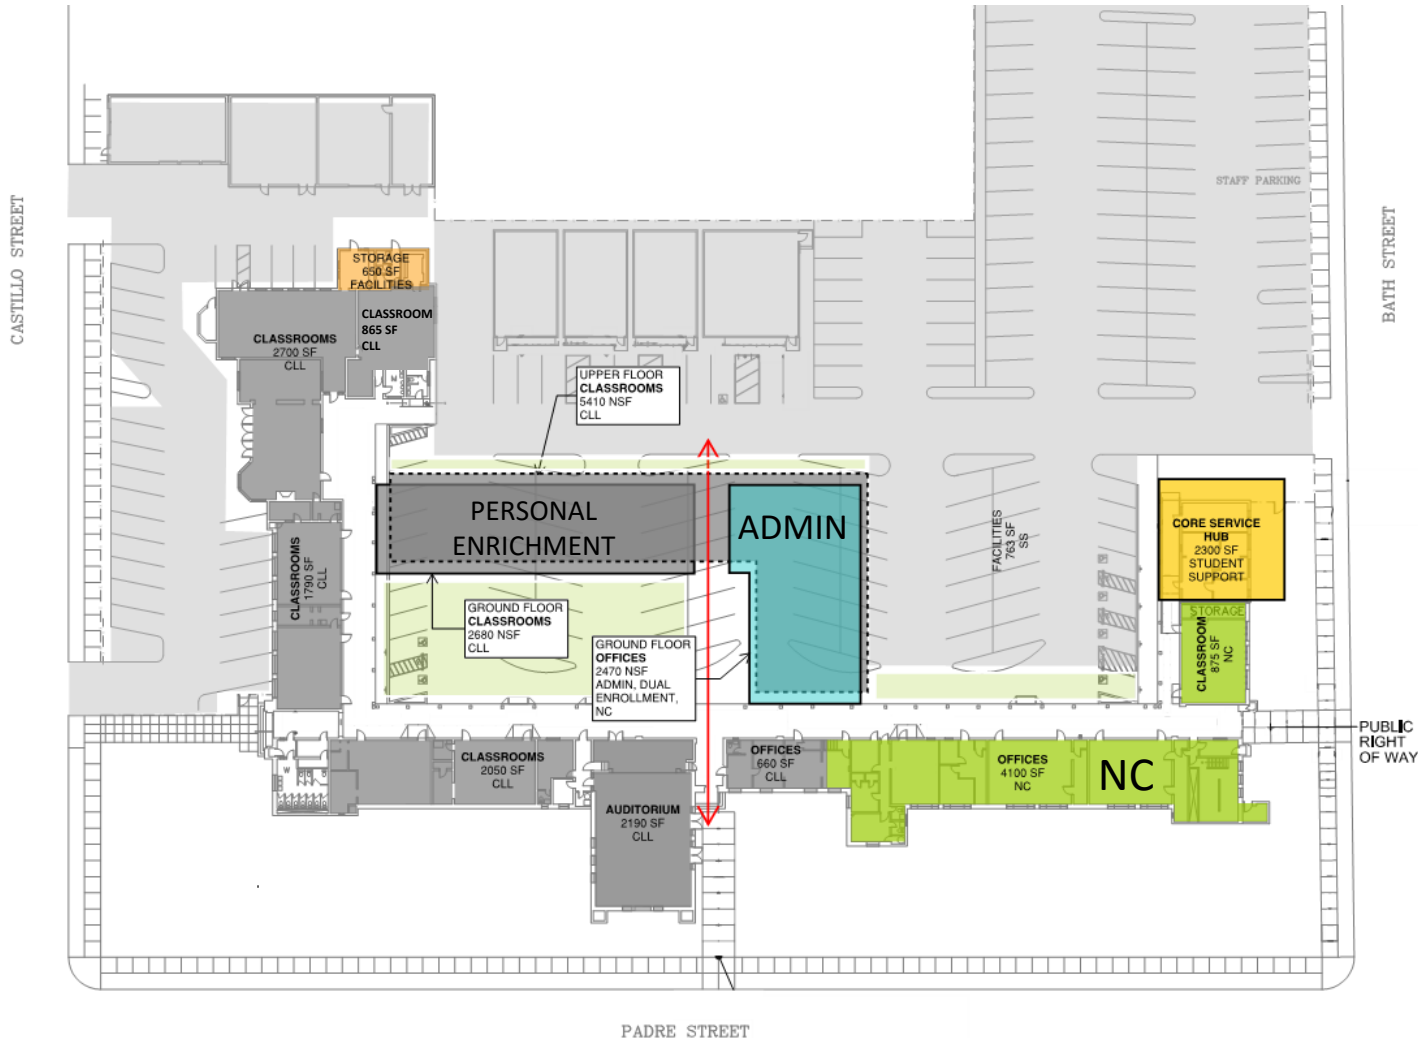 STAFF PARKING
CASTILLO STREET
BATH STREET
STORAGE
650 SF
FACILITIES
CLASSROOM
865 SF
CLL
CLASSROOMS
2700 SF
CLL
UPPER FLOOR
CLASSROOMS
5410 NSF
CLL
PERSONAL
ENRICHMENT
ADMIN
FACILITIES
763 SF
SS
CORE SERVICE
HUB
2300 SF
STUDENT
SUPPORT
CLASSROOMS
1790 SF
CLL
GROUND FLOOR
CLASSROOMS
2680 NSF
CLL
GROUND FLOOR
OFFICES
2470 NSF
ADMIN, DUAL
ENROLLMENT,
NC
STORAGE
CLASSROOM
875 SF
NC
PUBLIC
RIGHT
OF WAY
CLASSROOMS
2050 SF
CLL
OFFICES
660 SF
CLL
OFFICES
4100 SF
NC
NC
AUDITORIUM
2190 SF
CLL
W
M
PADRE STREET